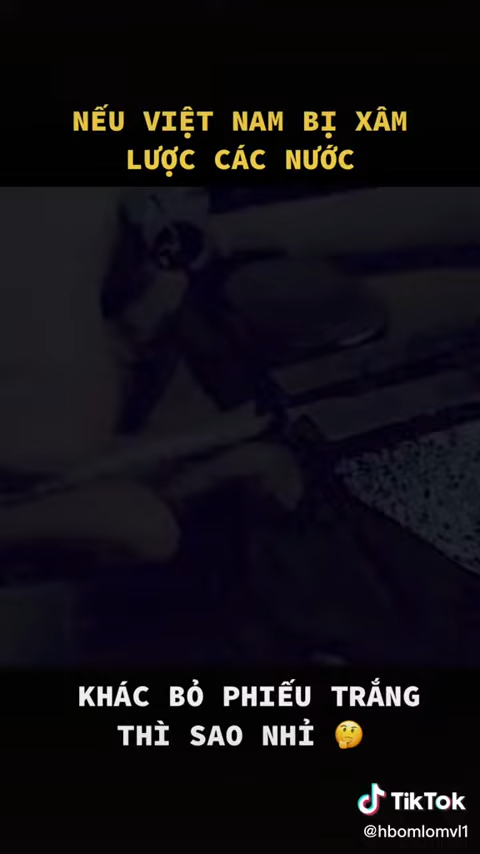 NẾU VIỆT NAM BỊ XÂM
LƯỢC CÁC NƯỚC
KHÁC BỎ PHIẾU TRẮNG
THÌ SAO NHỈ 🤔
TikTok
@hbomlomvl1